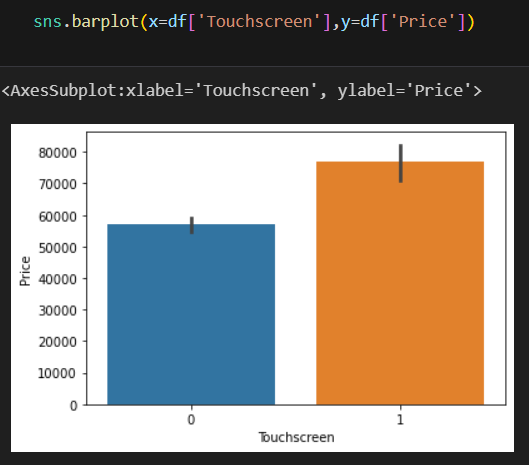 sns.barplot(x=df['Touchscreen'],y=df['Price'])
<AxesSubplot:xlabel='Touchscreen', ylabel='Price'>
80000
70000
60000
50000
40000
30000
20000
10000
0
Price
0 1
Touchscreen